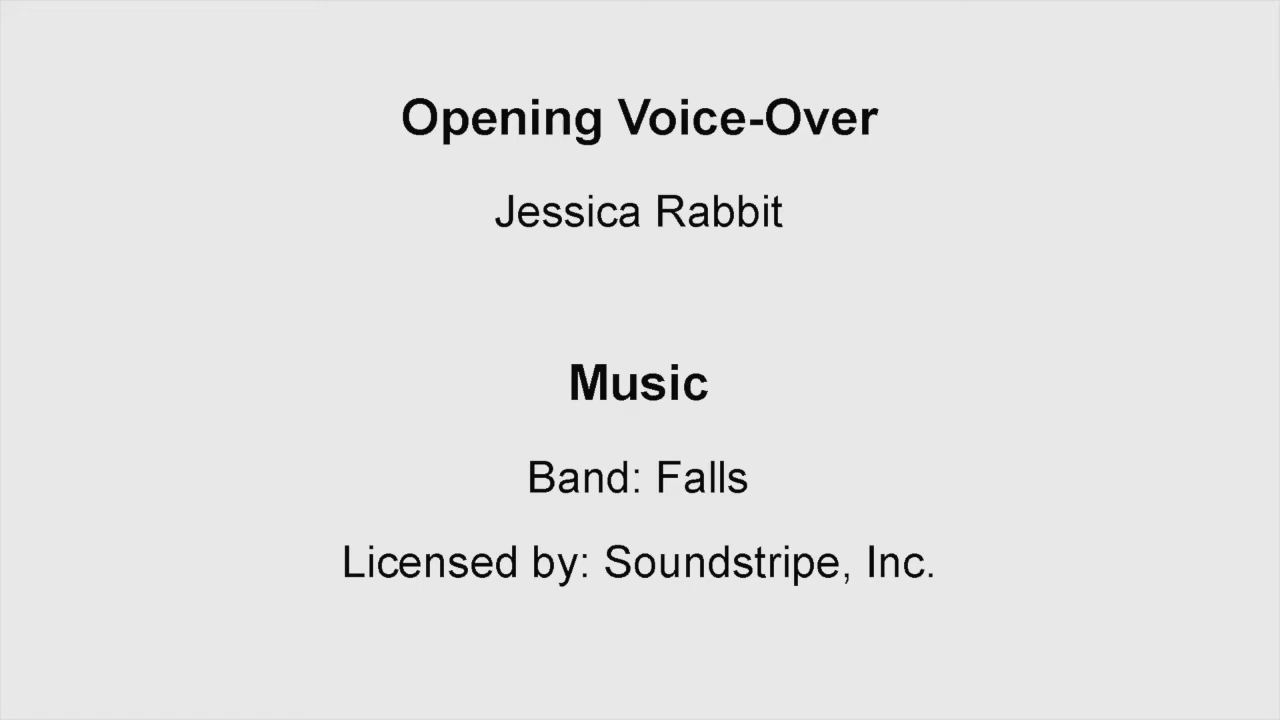 Opening Voice-Over
Jessica Rabbit
Music
Band: Falls
Licensed by: Soundstripe, Inc.